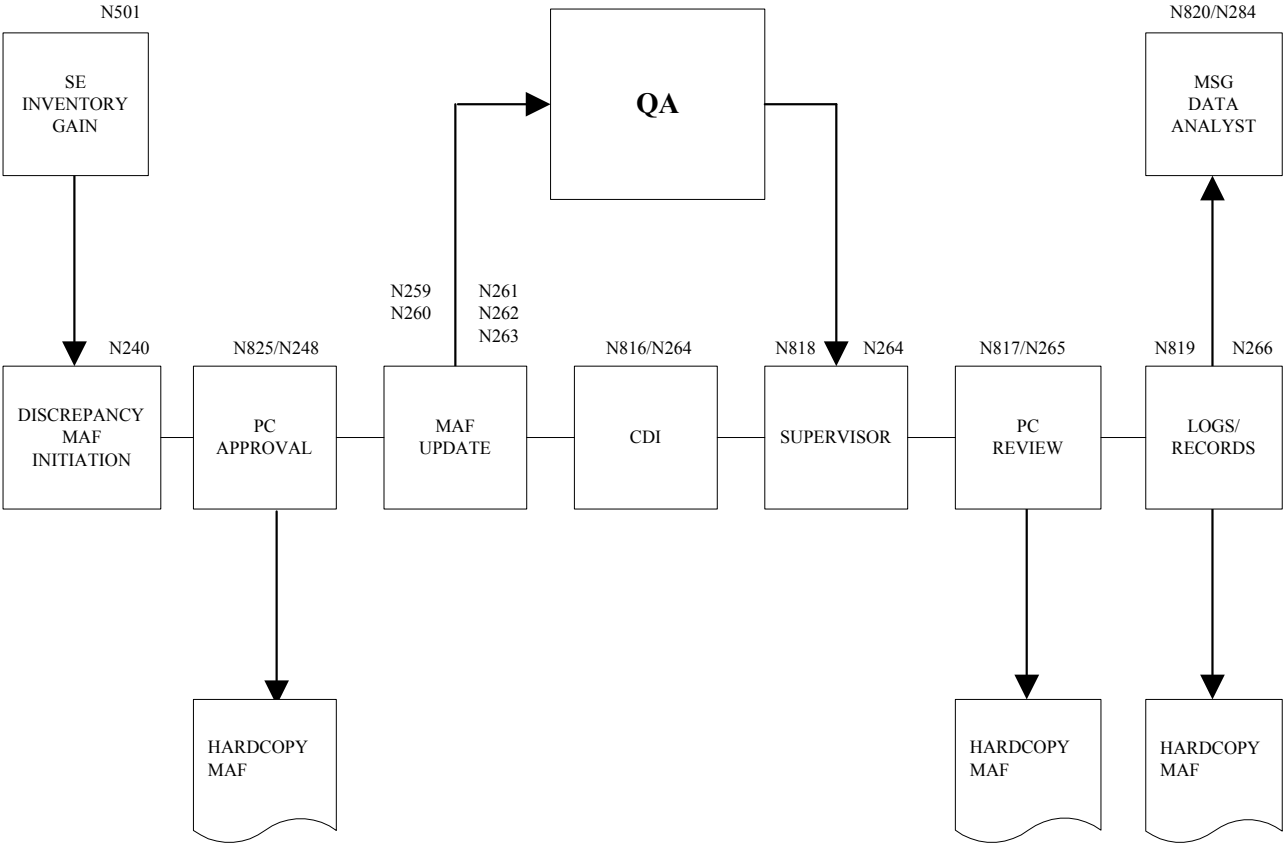 N501
N820/N284
SE
INVENTORY
GAIN
QA
MSG
DATA
ANALYST
N259
N260
N261
N262
N263
N240
N825/N248
N816/N264
N818
N264
N817/N265
N819
N266
DISCREPANCY
MAF
INITIATION
PC
APPROVAL
MAF
UPDATE
CDI
SUPERVISOR
PC
REVIEW
LOGS/
RECORDS
HARDCOPY
MAF
HARDCOPY
MAF
HARDCOPY
MAF